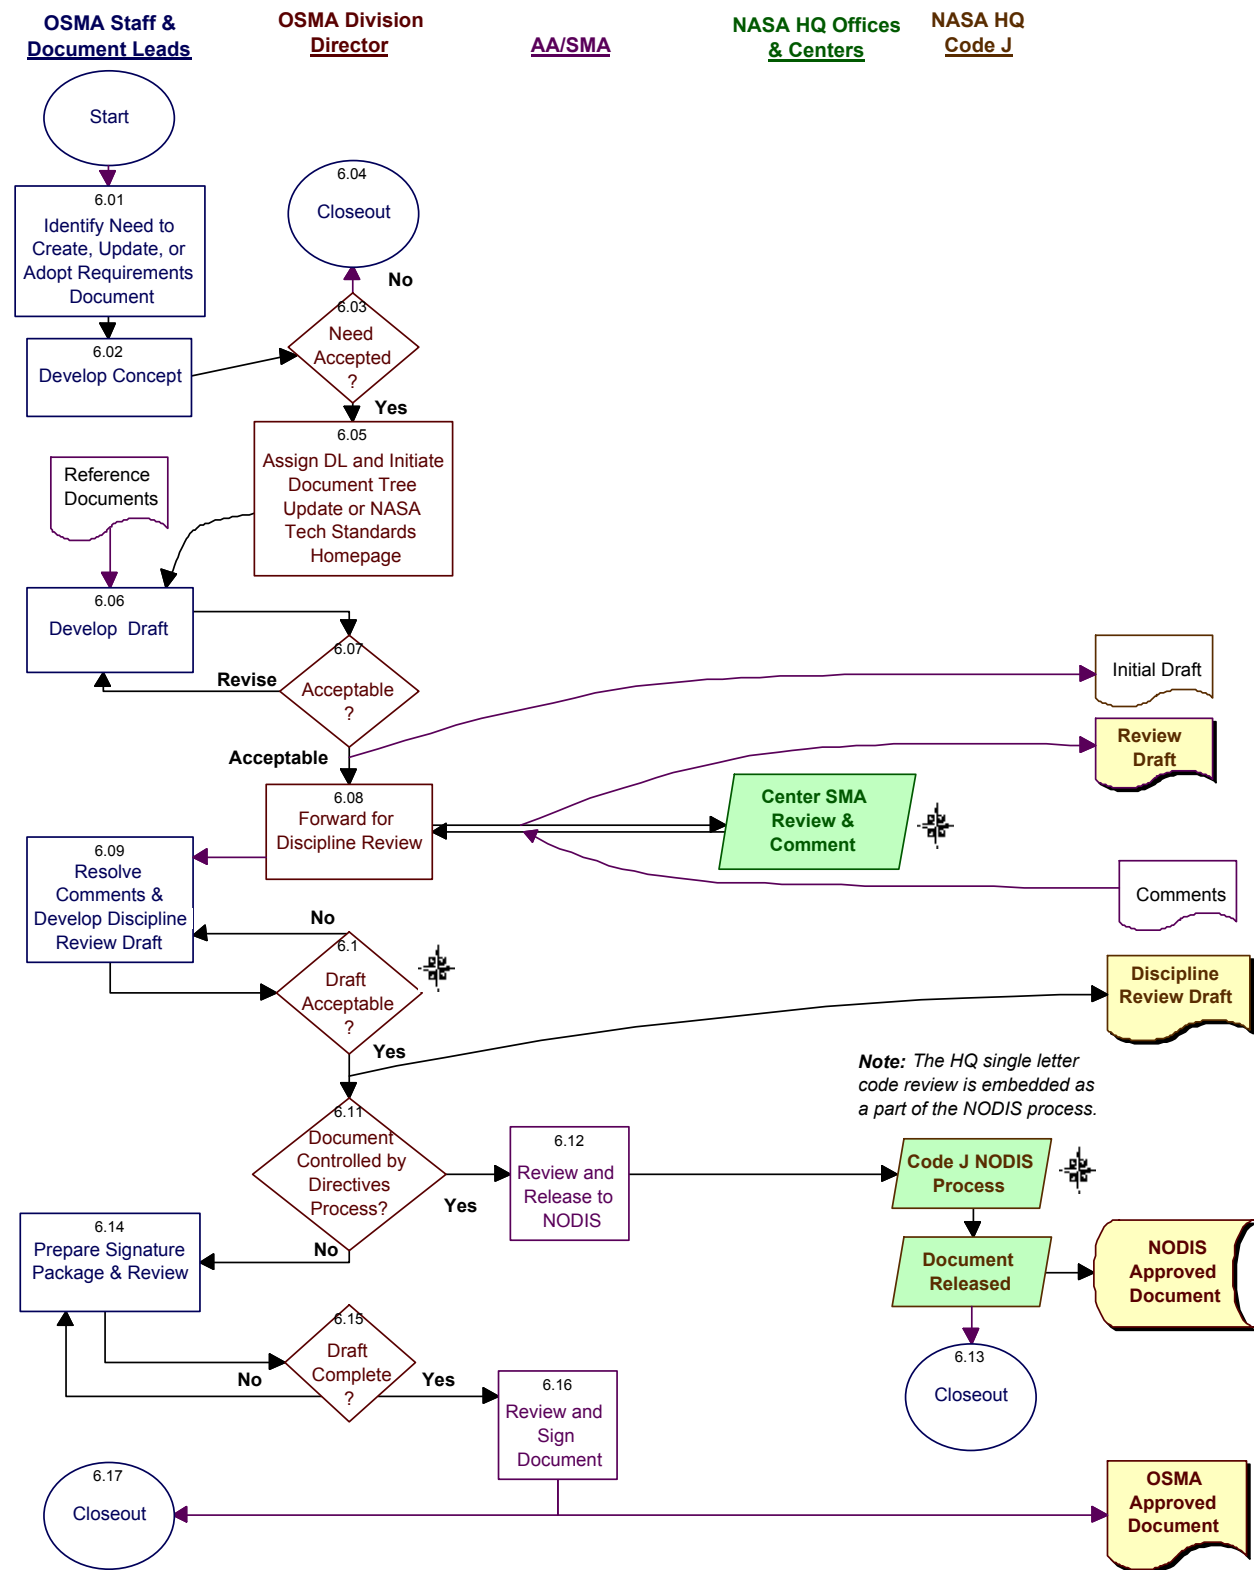 OSMA Staff &
Document Leads
OSMA Division
Director
AA/SMA
NASA HQ Offices
& Centers
NASA HQ
Code J
Start
6.01
Identify Need to
Create, Update, or
Adopt Requirements
Document
6.04
Closeout
No
6.03
Need
Accepted
?
6.02
Develop Concept
Yes
6.05
Assign DL and Initiate
Document Tree
Update or NASA
Tech Standards
Homepage
Reference
Documents
6.06
Develop Draft
6.07
Acceptable
?
Revise
Acceptable
Initial Draft
Review
Draft
6.08
Forward for
Discipline Review
Center SMA
Review &
Comment
6.09
Resolve
Comments &
Develop Discipline
Review Draft
Comments
No
6.1
Draft
Acceptable
?
Yes
Discipline
Review Draft
Note: The HQ single letter
code review is embedded as
a part of the NODIS process.
6.11
Document
Controlled by
Directives
Process?
Yes
No
6.12
Review and
Release to
NODIS
Code J NODIS
Process
6.14
Prepare Signature
Package & Review
Document
Released
NODIS
Approved
Document
6.15
Draft
Complete
?
No
Yes
6.13
Closeout
6.16
Review and
Sign
Document
6.17
Closeout
OSMA
Approved
Document